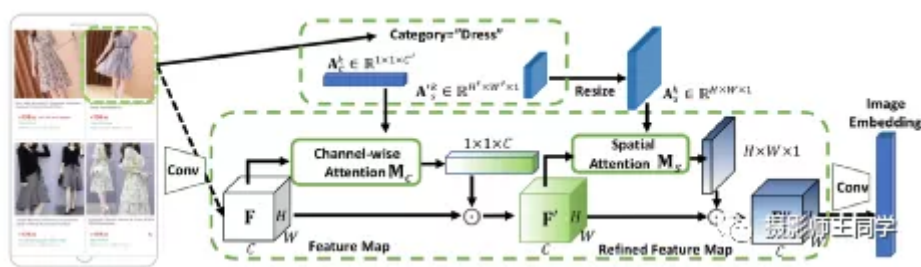 Category="Dress"
A_C^k ∈ ℝ^{1×1×C'}
A'_S^k ∈ ℝ^{H'×W'×1}
Resize
A_S^k ∈ ℝ^{H×W×1}
Image
Embedding
Conv
Channel-wise
Attention M_C
1×1×C
Spatial
Attention M_S
H×W×1
Conv
F
H
W
C
Feature Map
F'
H
W
C
Refined Feature Map
C
W
摄影师王同学